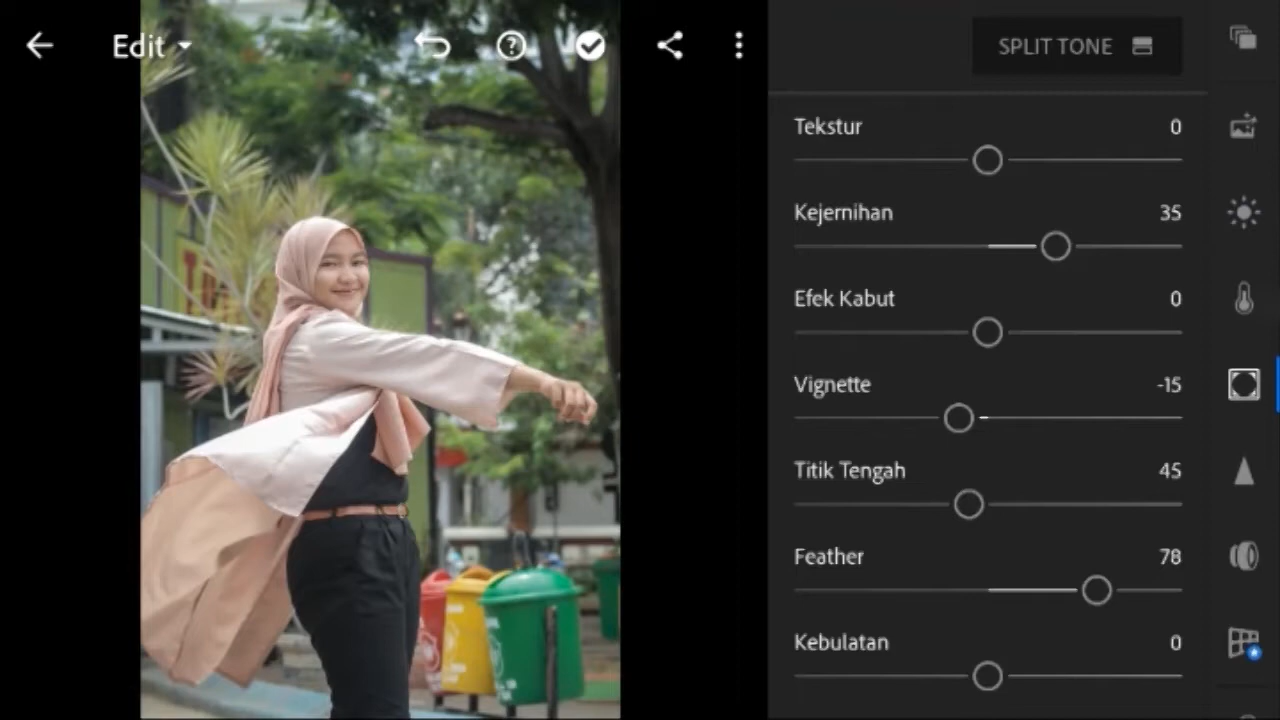 Edit
SPLIT TONE
Tekstur 0
Kejernihan 35
Efek Kabut 0
Vignette -15
Titik Tengah 45
Feather 78
Kebulatan 0